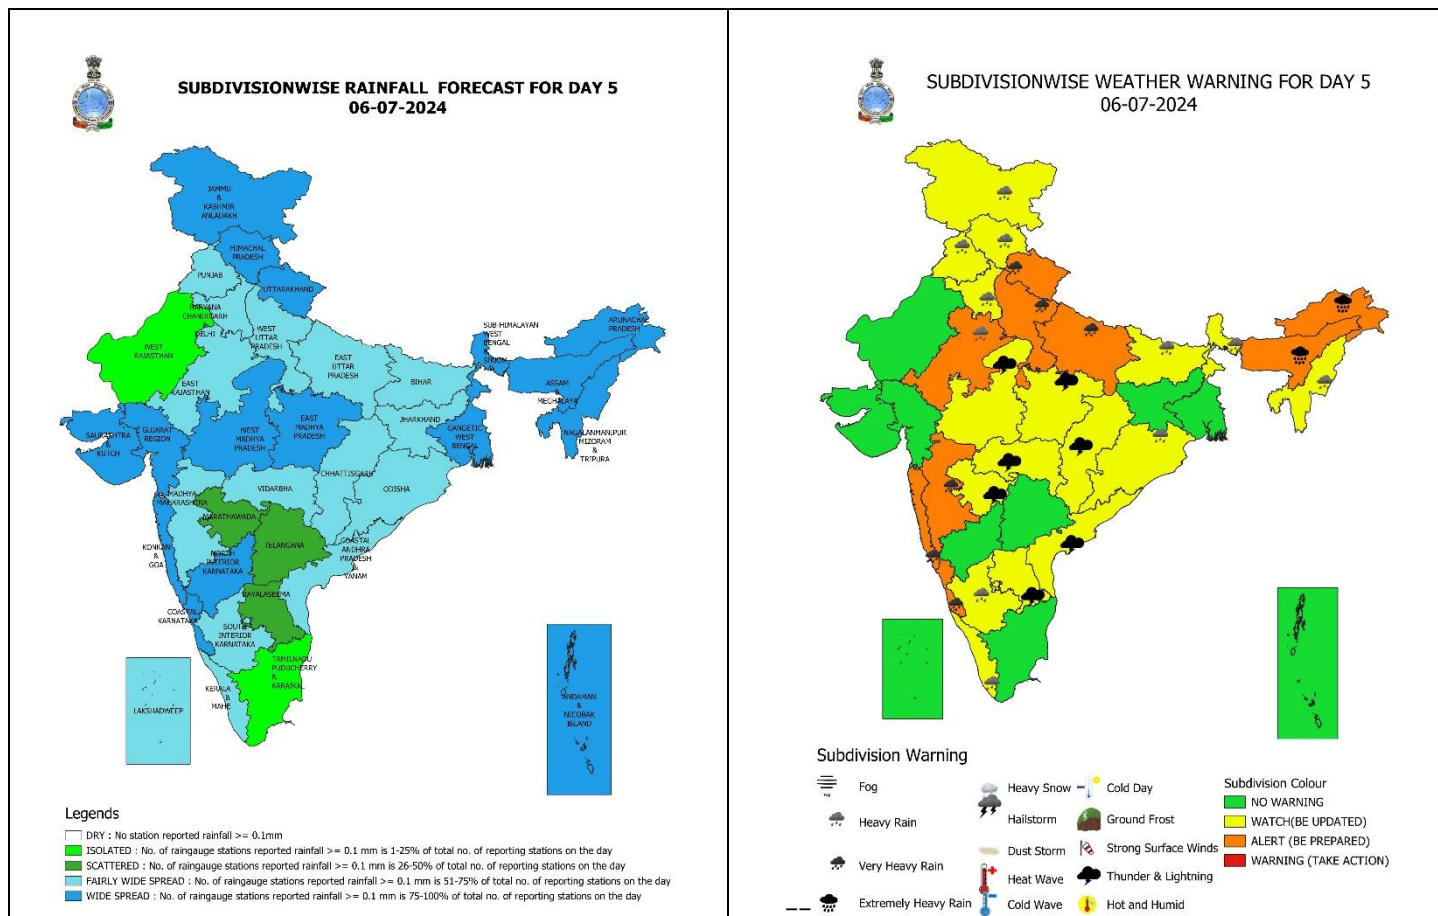 SUBDIVISIONWISE RAINFALL FORECAST FOR DAY 5
06-07-2024
JAMMU
&
KASHMIR
ANLADAKH
HIMACHAL
PRADESH
PUNJAB
UTTARAKHAND
HARYANA
CHANDIGARH
&
DELHI
WEST
UTTAR
PRADESH
WEST
RAJASTHAN
EAST
UTTAR
PRADESH
SUB-HIMALAYAN
WEST
BENGAL
&
SIKKIM
ARUNACHAL
PRADESH
EAST
RAJASTHAN
BIHAR
ASSAM
&
MEGHALAYA
JHARKHAND
GUJARAT
REGION
SAURASHTRA
&
KUTCH
WEST
MADHYA
PRADESH
EAST
MADHYA
PRADESH
GANGETIC
WEST
BENGAL
NAGALANMANIPUR
MIZORAM
&
TRIPURA
CHHATTISGARH
VIDARBHA
ODISHA
MADHYA
MAHARASHTRA
MARATHAWADA
KONKAN
&
GOA
NORTH
INTERIOR
KARNATAKA
TELANGANA
COASTAL
ANDHRA
PRADESH
&
YANAM
RAYALASEEMA
COASTAL
KARNATAKA
SOUTH
INTERIOR
KARNATAKA
TAMILNADU
PUDUCHERRY
&
KARAIKAL
KERALA
&
MAHE
LAKSHADWEEP
ANDAMAN
&
NICOBAR
ISLAND
Legends
DRY : No station reported rainfall >= 0.1mm
ISOLATED : No. of raingauge stations reported rainfall >= 0.1 mm is 1-25% of total no. of reporting stations on the day
SCATTERED : No. of raingauge stations reported rainfall >= 0.1 mm is 26-50% of total no. of reporting stations on the day
FAIRLY WIDE SPREAD : No. of raingauge stations reported rainfall >= 0.1 mm is 51-75% of total no. of reporting stations on the day
WIDE SPREAD : No. of raingauge stations reported rainfall >= 0.1 mm is 75-100% of total no. of reporting stations on the day
SUBDIVISIONWISE WEATHER WARNING FOR DAY 5
06-07-2024
Subdivision Warning
Fog
Heavy Rain
Very Heavy Rain
Extremely Heavy Rain
Heavy Snow
Hailstorm
Dust Storm
Heat Wave
Cold Wave
Cold Day
Ground Frost
Strong Surface Winds
Thunder & Lightning
Hot and Humid
Subdivision Colour
NO WARNING
WATCH(BE UPDATED)
ALERT (BE PREPARED)
WARNING (TAKE ACTION)